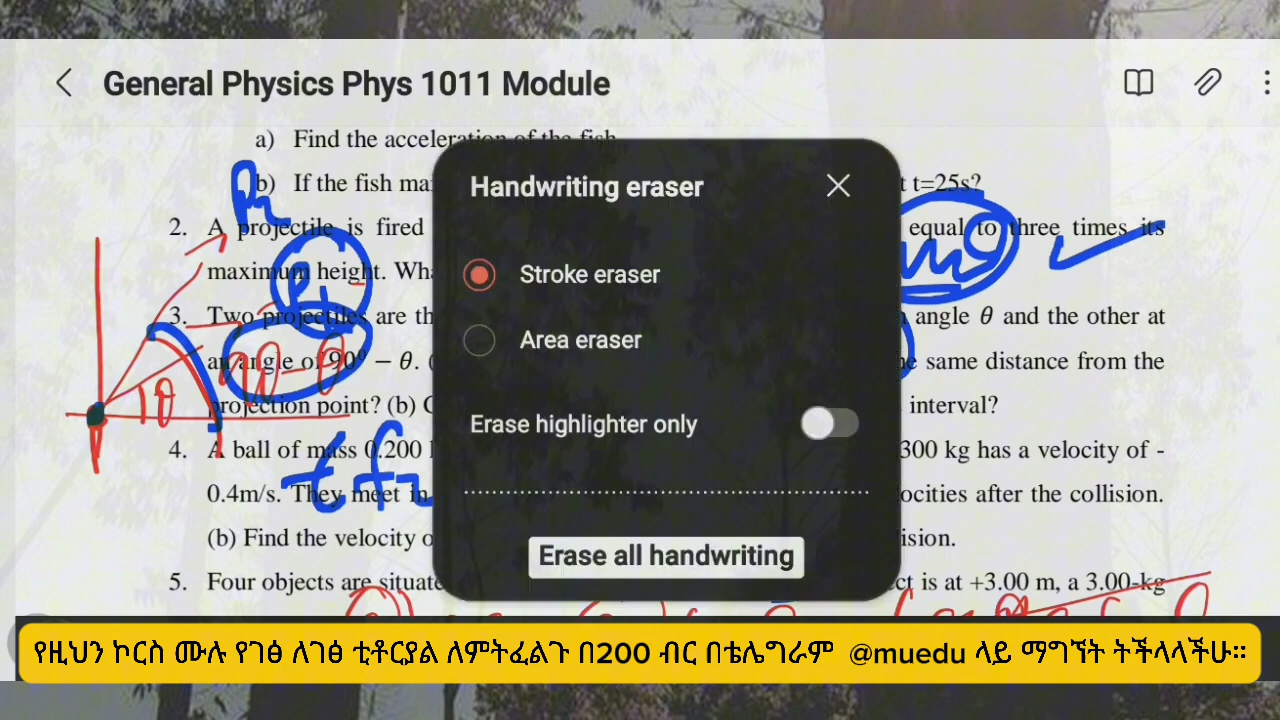 General Physics Phys 1011 Module
a) Find the acceleration of the fish.
b) If the fish mai
t t=25s?
2. A projectile is fired
equal to three times its
maximum height. Wha
3. Two projectiles are th
angle θ and the other at
an angle of 90⁰ − θ.
e same distance from the
projection point? (b) C
interval?
4. A ball of mass 0.200
300 kg has a velocity of -
0.4m/s. They meet in
ocities after the collision.
(b) Find the velocity o
ision.
5. Four objects are situate
ct is at +3.00 m, a 3.00-kg
P2
P1
90-θ
θ
Handwriting eraser
Stroke eraser
Area eraser
Erase highlighter only
Erase all handwriting
የዚህን ኮርስ ሙሉ የገፅ ለገፅ ቲቶርያል ለምትፈልጉ በ200 ብር በቴሌግራም @muedu ላይ ማግኘት ትችላላችሁ።